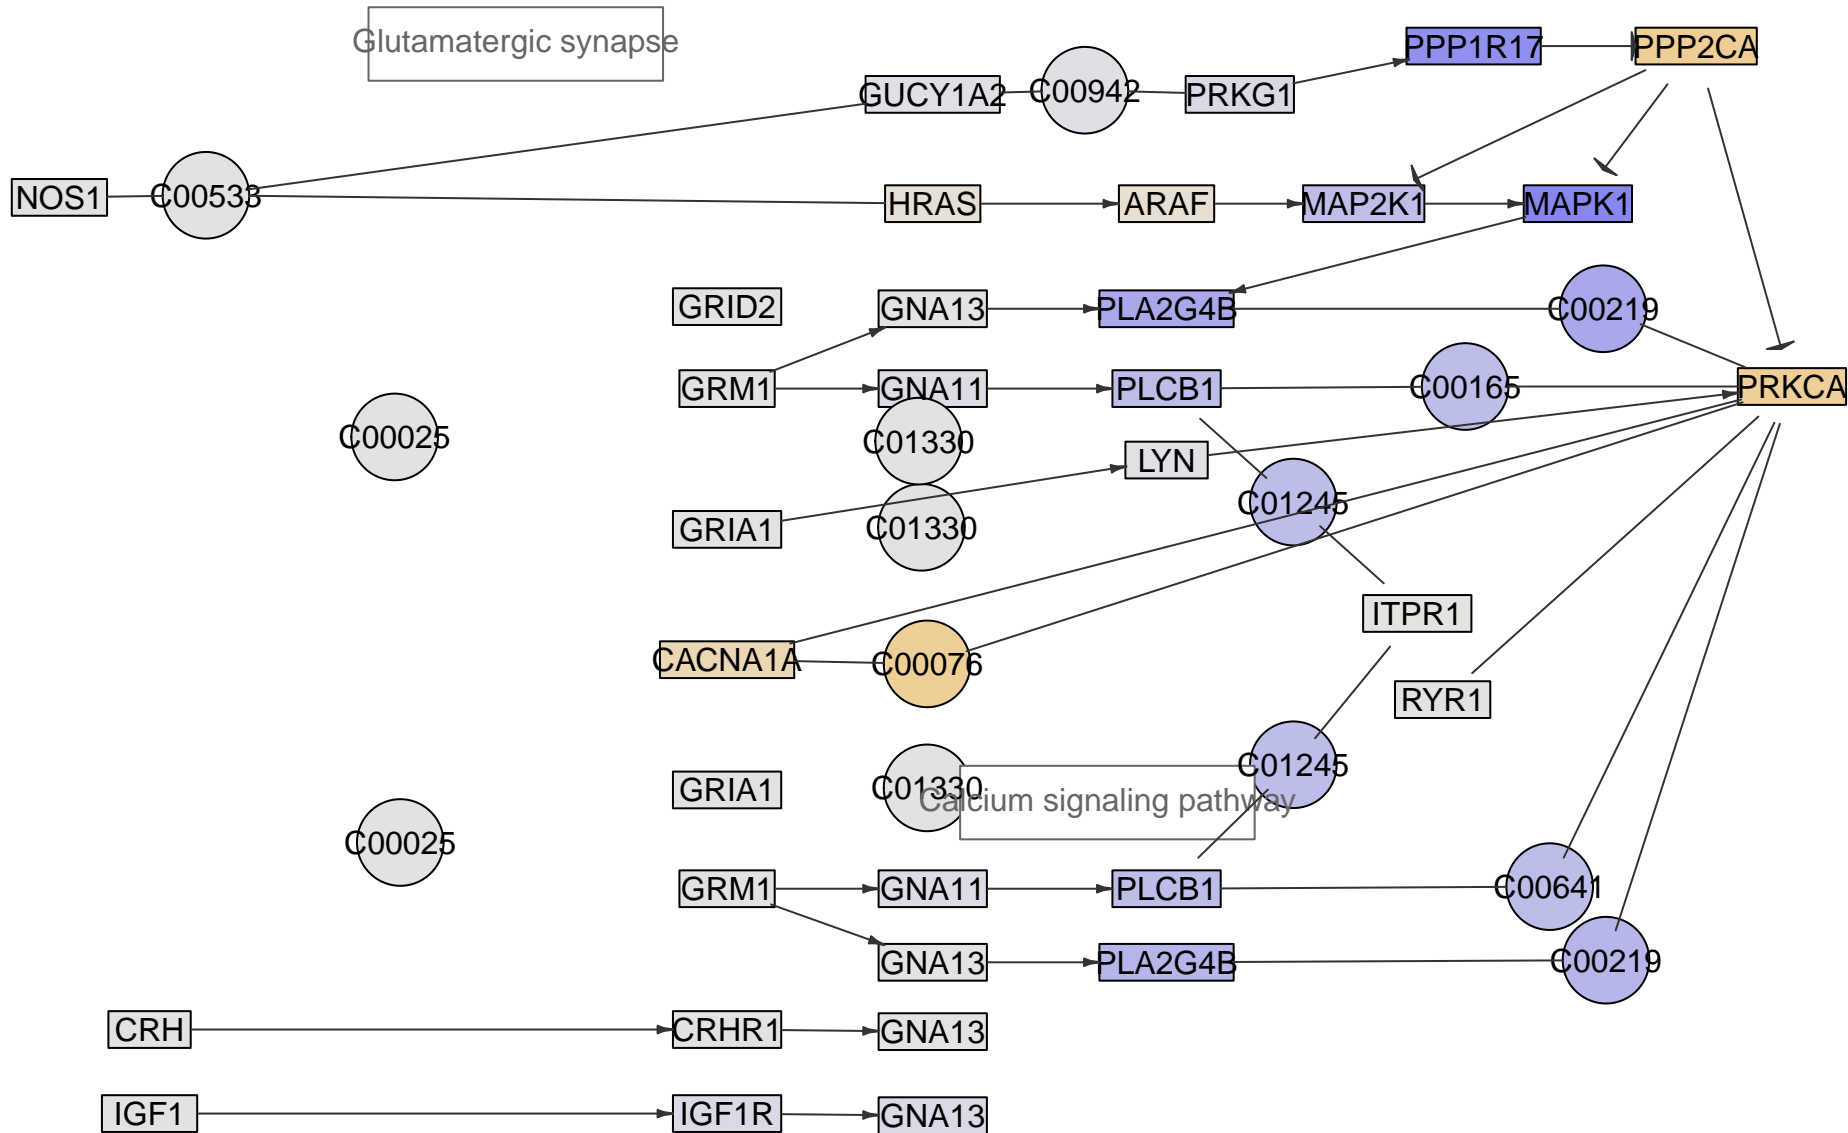 Glutamatergic synapse
PPP1R17
PPP2CA
GUCY1A2
C00942
PRKG1
NOS1
C00533
HRAS
ARAF
MAP2K1
MAPK1
GRID2
GNA13
PLA2G4B
C00219
GRM1
GNA11
PLCB1
C00165
PRKCA
C00025
C01330
LYN
C01245
GRIA1
C01330
ITPR1
CACNA1A
C00076
RYR1
GRIA1
C01330
C01245
Calcium signaling pathway
C00025
GRM1
GNA11
PLCB1
C00641
GNA13
PLA2G4B
C00219
CRH
CRHR1
GNA13
IGF1
IGF1R
GNA13